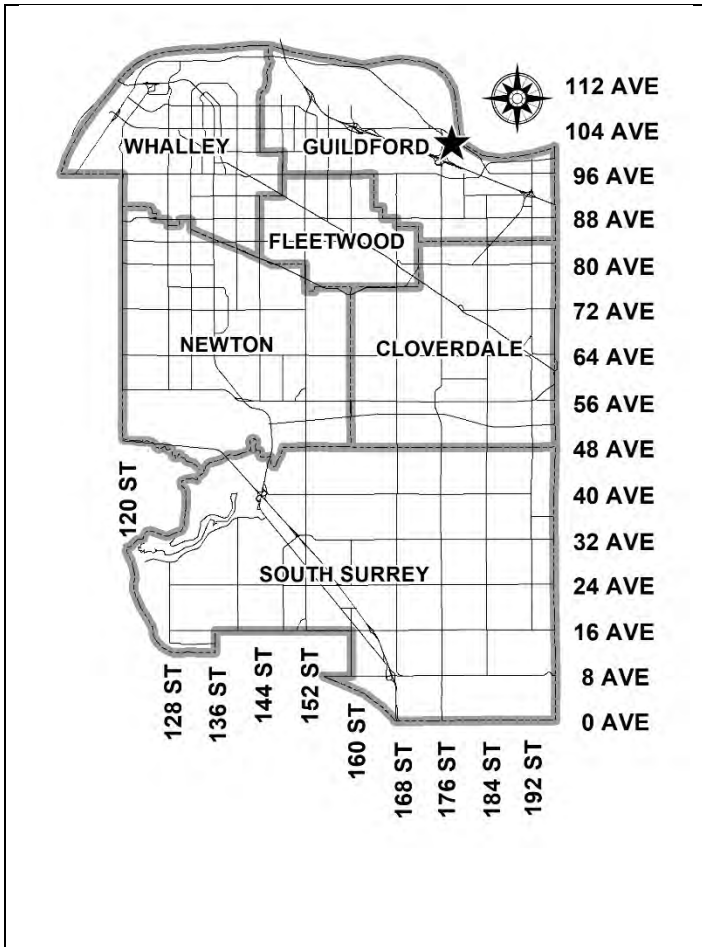 112 AVE
104 AVE
WHALLEY
GUILDFORD
96 AVE
88 AVE
FLEETWOOD
80 AVE
72 AVE
NEWTON
CLOVERDALE
64 AVE
56 AVE
48 AVE
120 ST
40 AVE
32 AVE
SOUTH SURREY
24 AVE
16 AVE
8 AVE
0 AVE
128 ST
136 ST
144 ST
152 ST
160 ST
168 ST
176 ST
184 ST
192 ST